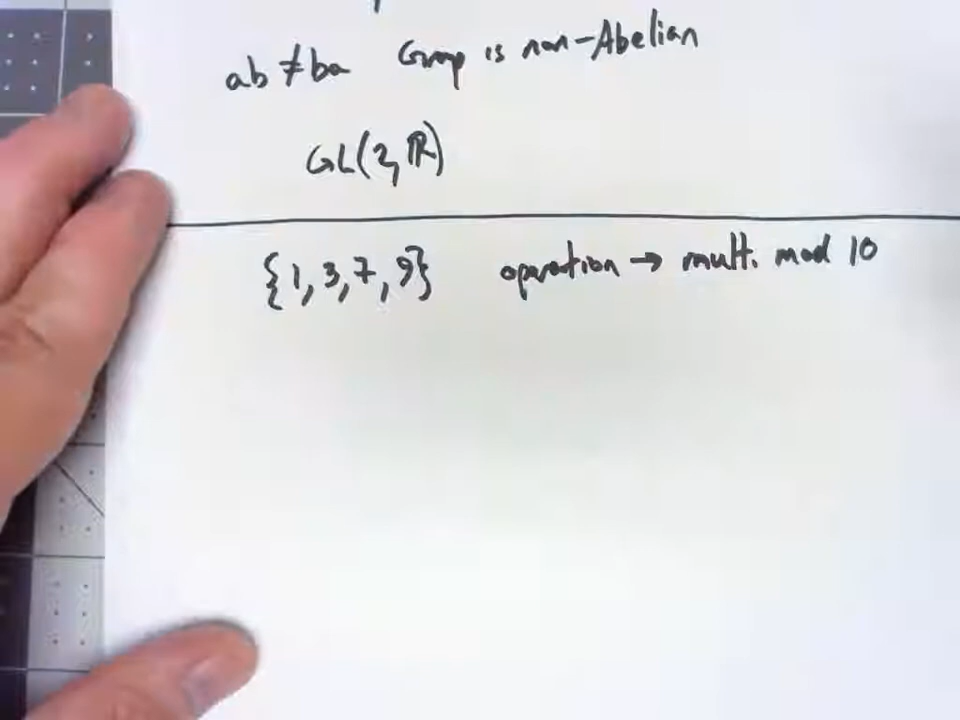 ab ≠ ba Group is non-Abelian
GL(2, ℝ)
{1, 3, 7, 9} operation → mult. mod 10